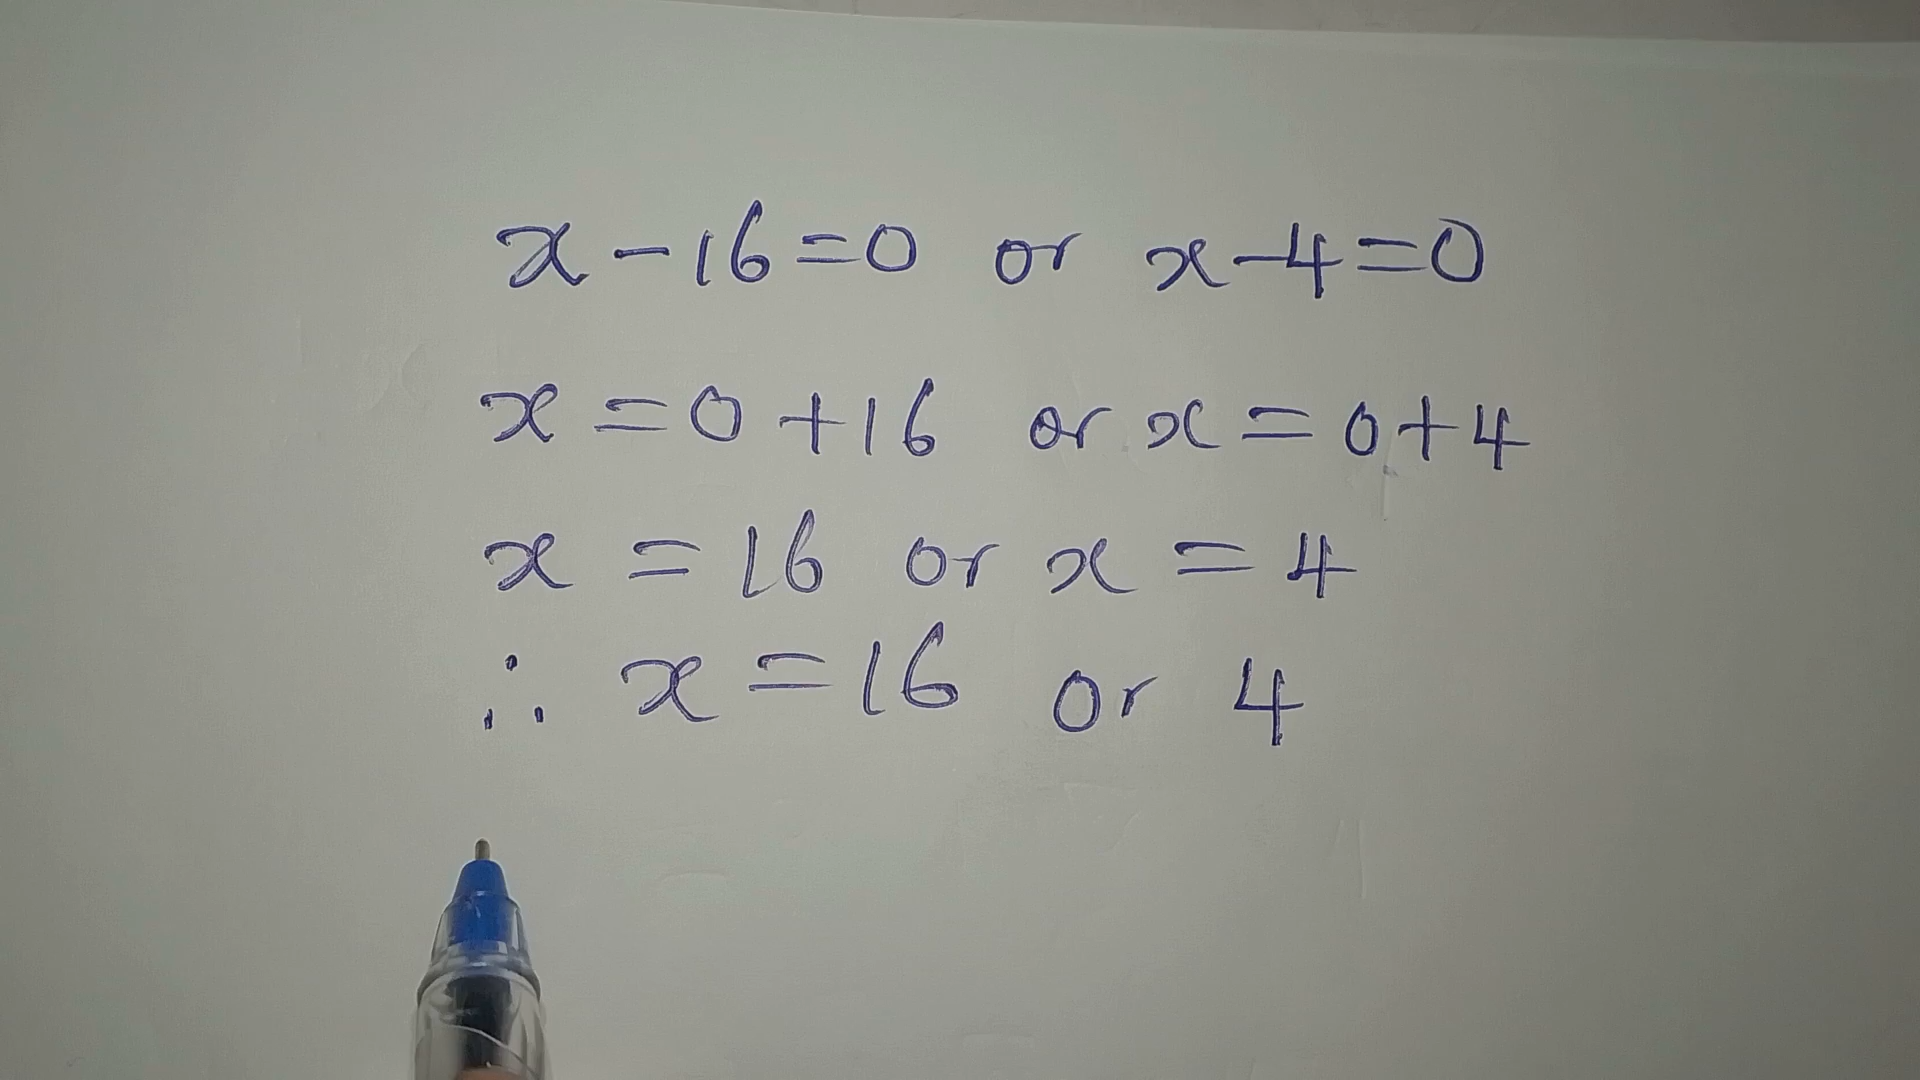 x - 16 = 0 or x - 4 = 0
x = 0 + 16 or x = 0 + 4
x = 16 or x = 4
∴ x = 16 or 4